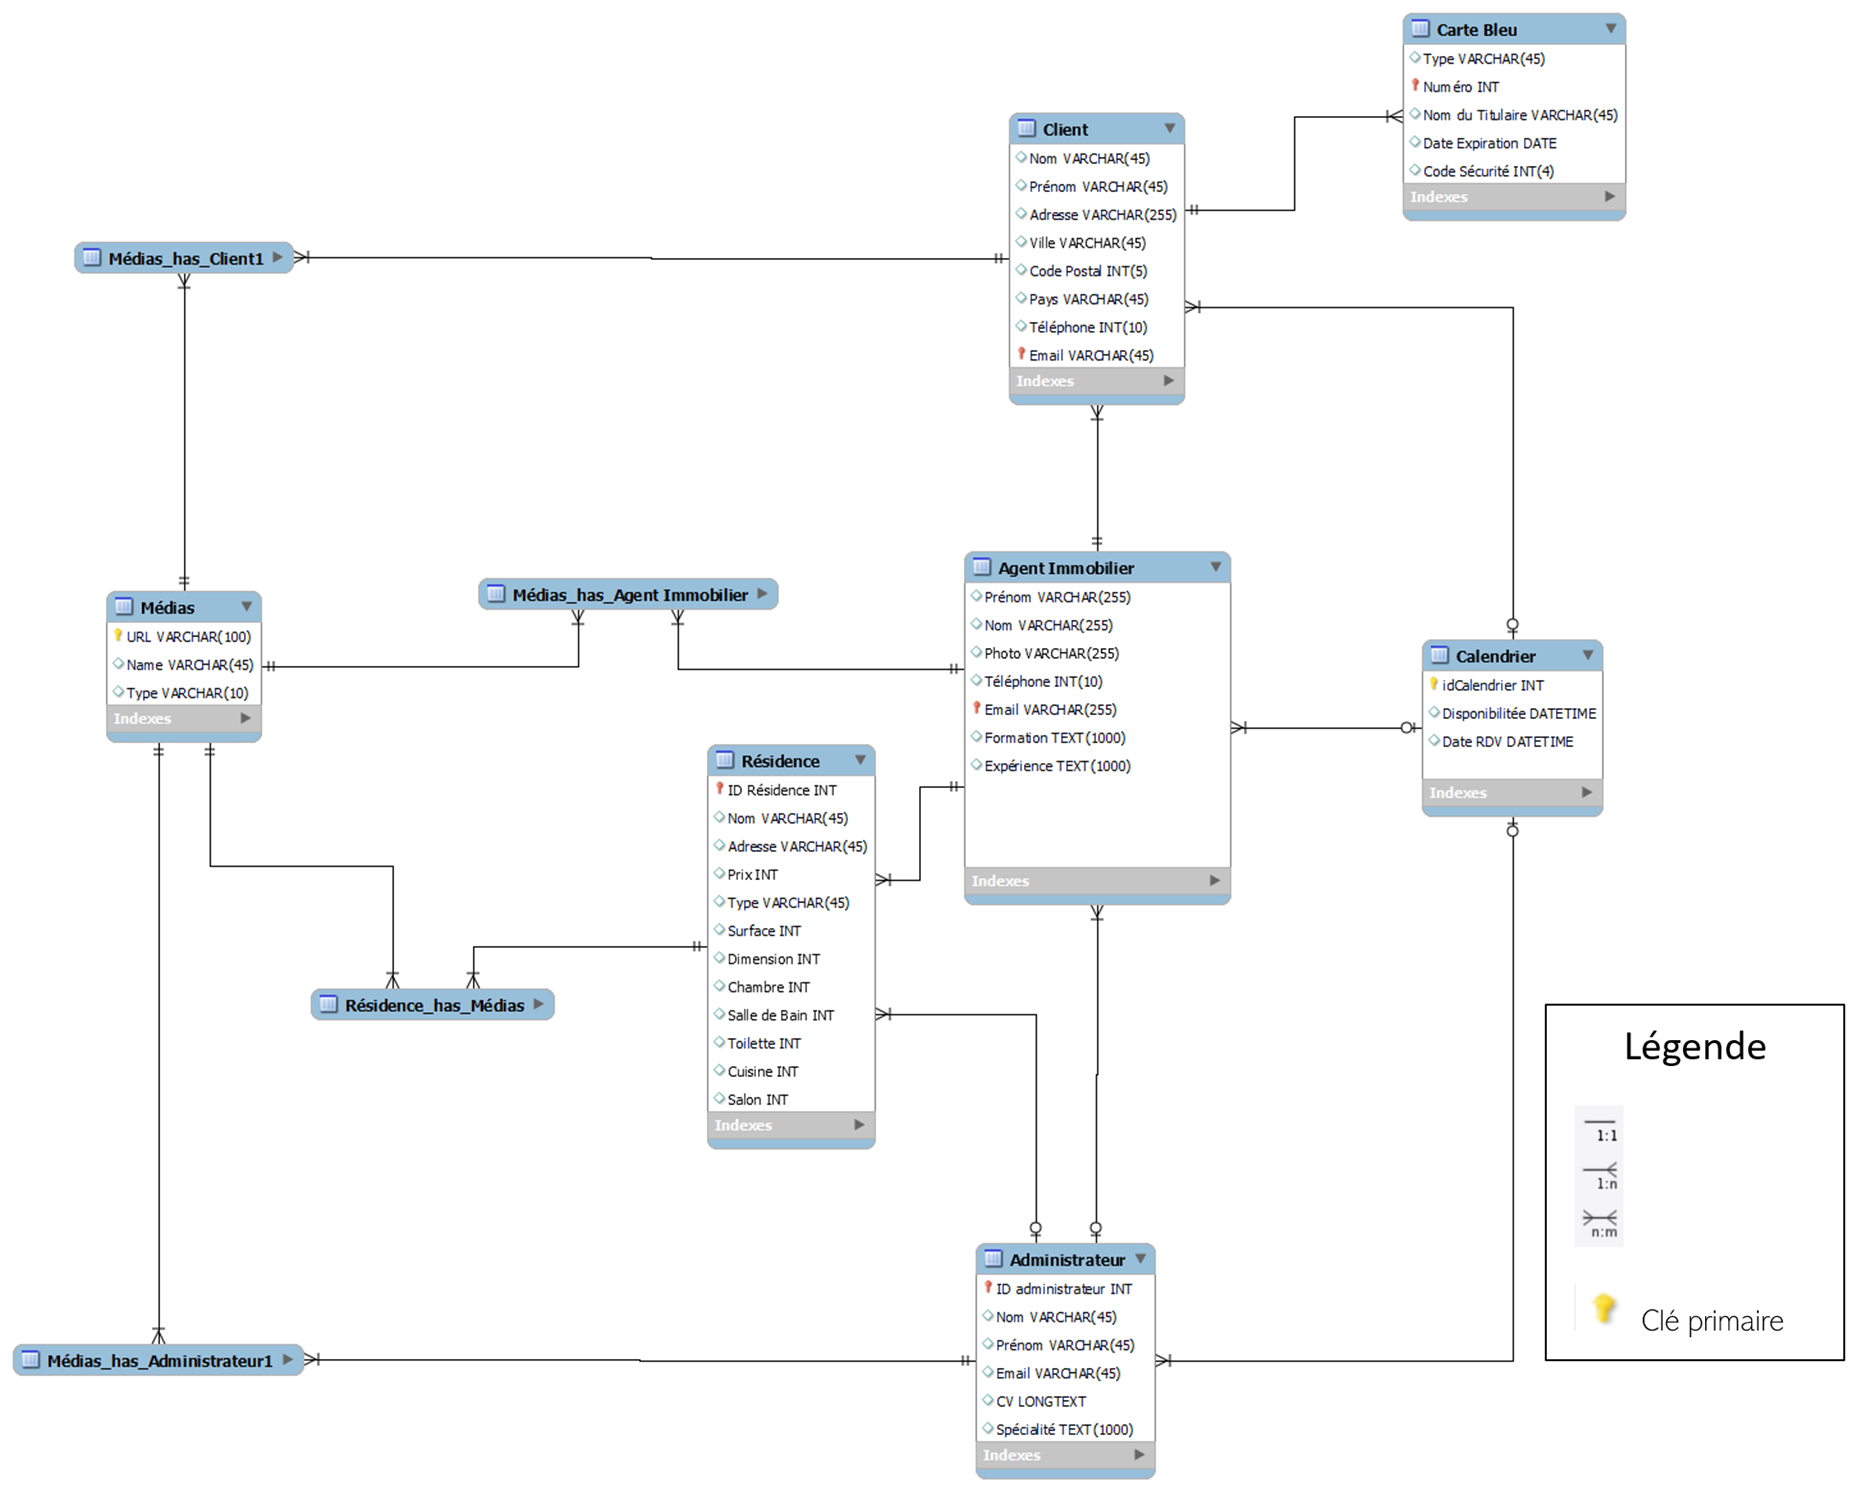 Carte Bleu
Type VARCHAR(45)
Numéro INT
Nom du Titulaire VARCHAR(45)
Date Expiration DATE
Code Sécurité INT(4)
Indexes
Client
Nom VARCHAR(45)
Prénom VARCHAR(45)
Adresse VARCHAR(255)
Ville VARCHAR(45)
Code Postal INT(5)
Pays VARCHAR(45)
Téléphone INT(10)
Email VARCHAR(45)
Indexes
Médias_has_Client1
Médias
URL VARCHAR(100)
Name VARCHAR(45)
Type VARCHAR(10)
Indexes
Médias_has_Agent Immobilier
Agent Immobilier
Prénom VARCHAR(255)
Nom VARCHAR(255)
Photo VARCHAR(255)
Téléphone INT(10)
Email VARCHAR(255)
Formation TEXT(1000)
Expérience TEXT(1000)
Indexes
Calendrier
idCalendrier INT
Disponibilitée DATETIME
Date RDV DATETIME
Indexes
Résidence
ID Résidence INT
Nom VARCHAR(45)
Adresse VARCHAR(45)
Prix INT
Type VARCHAR(45)
Surface INT
Dimension INT
Chambre INT
Salle de Bain INT
Toilette INT
Cuisine INT
Salon INT
Indexes
Résidence_has_Médias
Médias_has_Administrateur1
Administrateur
ID administrateur INT
Nom VARCHAR(45)
Prénom VARCHAR(45)
Email VARCHAR(45)
CV LONGTEXT
Spécialité TEXT(1000)
Indexes
Légende
1:1
1:n
n:m
Clé primaire